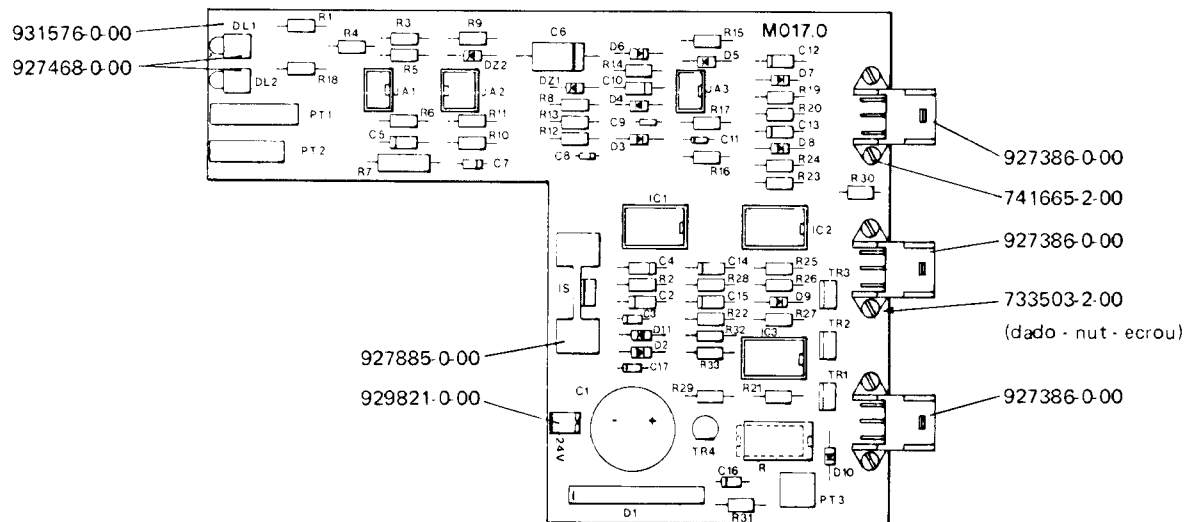 931576-0-00
927468-0-00
DL1
R1
DL2
R18
R4
R3
R5
R9
DZ2
JA1
JA2
PT1
PT2
R6
C5
R7
R11
R10
C7
C6
DZ1
R8
R13
R12
C8
D6
R14
C10
D4
C9
D3
R15
D5
JA3
R17
C11
R16
M017.0
C12
D7
R19
R20
C13
D8
R24
R23
R30
927386-0-00
741665-2-00
927386-0-00
733503-2-00
(dado - nut - ecrou)
927386-0-00
IC1
IC2
IS
C4
R2
C2
C3
D11
D2
C17
C14
R28
C15
R22
R32
R33
R25
R26
D9
R27
IC3
TR3
TR2
TR1
927885-0-00
929821-0-00
C1
- +
24V
R29
R21
TR4
R
D10
C16
PT3
D1
R31